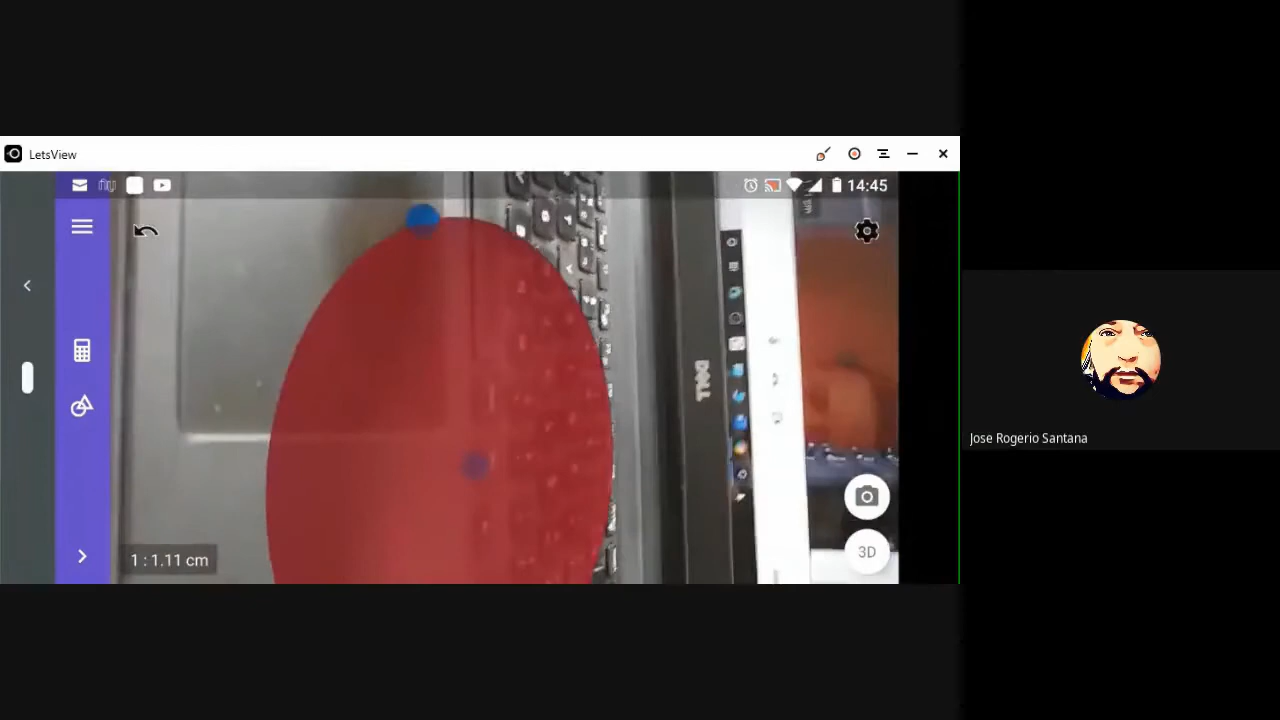 LetsView
14:45
DELL
1 : 1.11 cm
3D
Jose Rogerio Santana